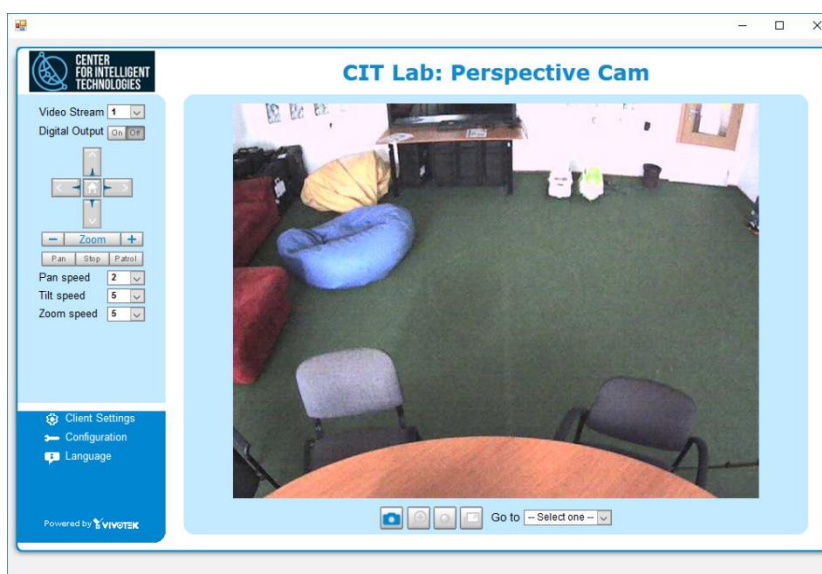 CENTER
FOR INTELLIGENT
TECHNOLOGIES
CIT Lab: Perspective Cam
Video Stream 1
Digital Output On Off
Zoom
Pan Stop Patrol
Pan speed 2
Tilt speed 5
Zoom speed 5
Client Settings
Configuration
Language
Powered by VIVOTEK
Go to -- Select one --